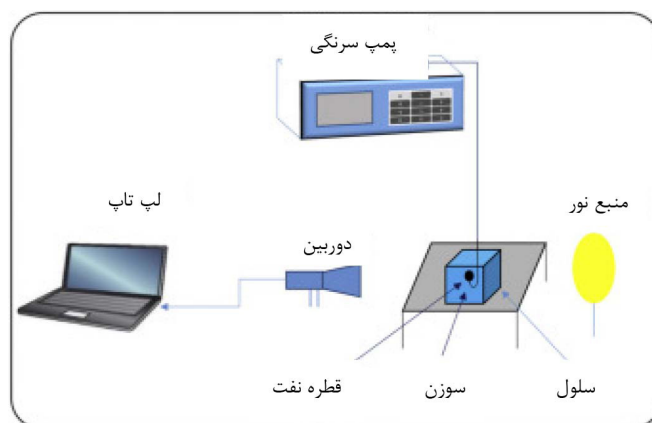 پمپ سرنگی
منبع نور
لپ تاپ
دوربین
سلول
سوزن
قطره نفت